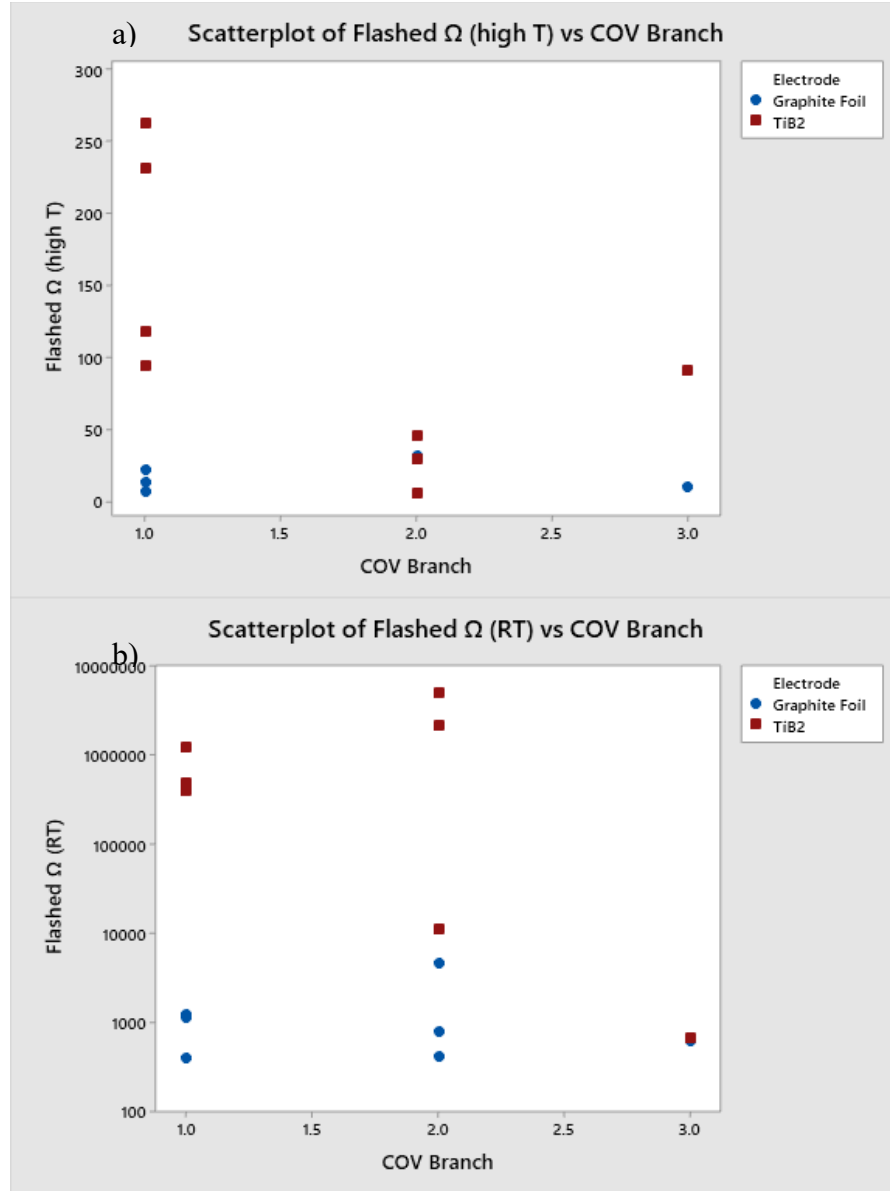 a)
Scatterplot of Flashed Ω (high T) vs COV Branch
Electrode
Graphite Foil
TiB2
300
250
200
150
100
50
0
Flashed Ω (high T)
1.0 1.5 2.0 2.5 3.0
COV Branch
b)
Scatterplot of Flashed Ω (RT) vs COV Branch
Electrode
Graphite Foil
TiB2
10000000
1000000
100000
10000
1000
100
Flashed Ω (RT)
1.0 1.5 2.0 2.5 3.0
COV Branch